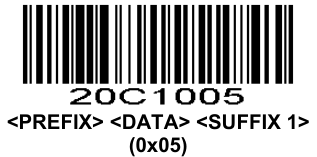 20C1005
<PREFIX> <DATA> <SUFFIX 1>
(0x05)